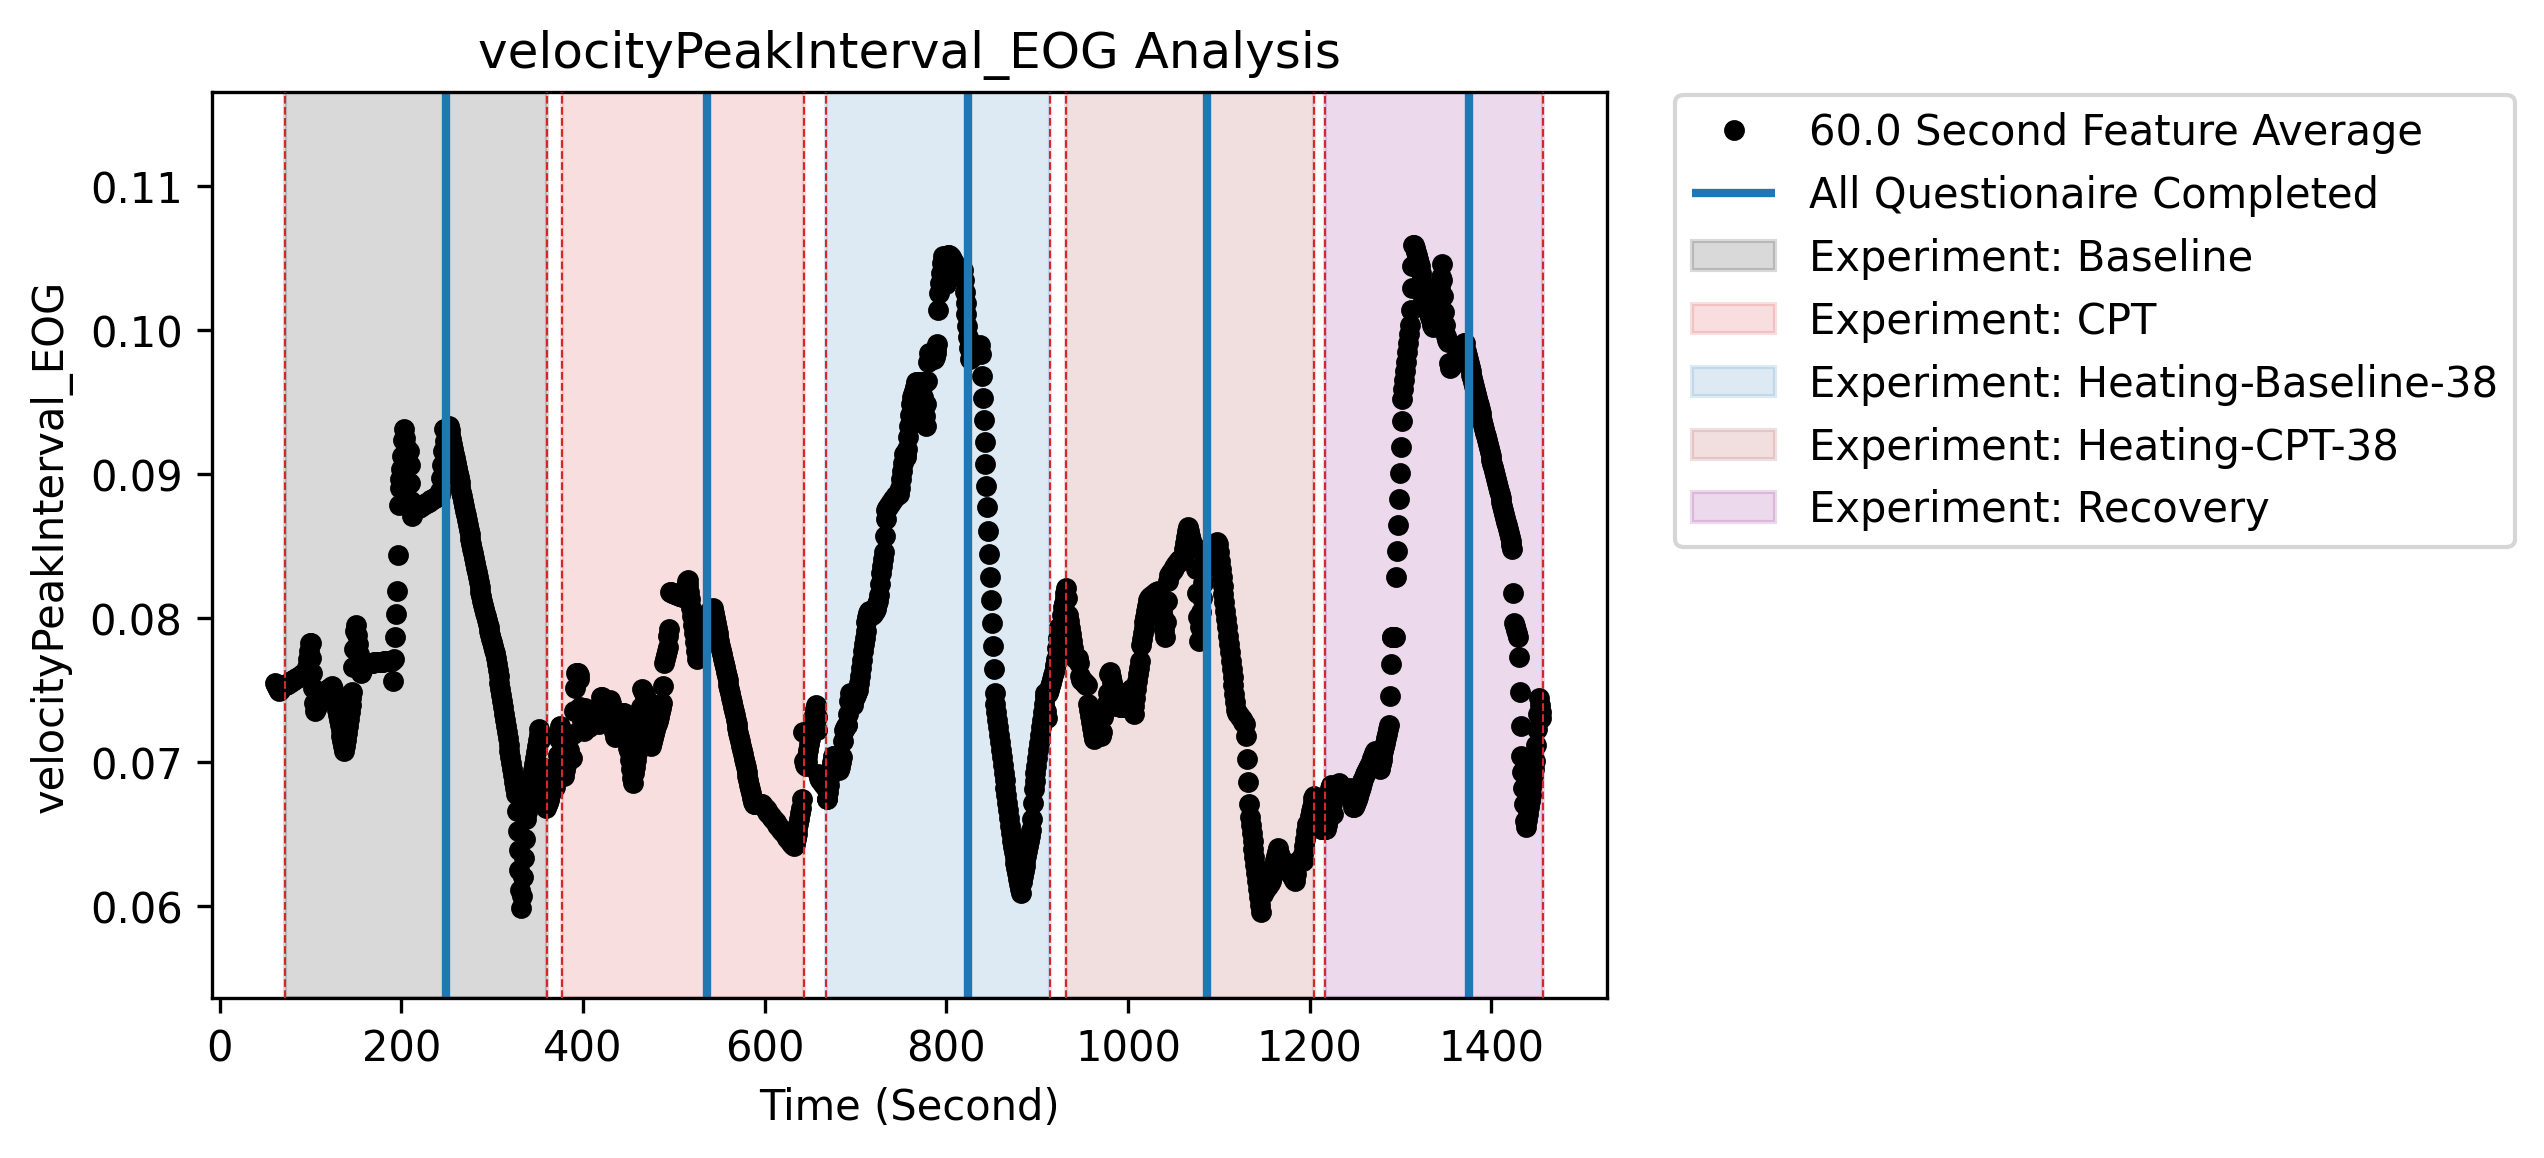 velocityPeakInterval_EOG Analysis
velocityPeakInterval_EOG
0.11
0.10
0.09
0.08
0.07
0.06
0 200 400 600 800 1000 1200 1400
Time (Second)
60.0 Second Feature Average
All Questionaire Completed
Experiment: Baseline
Experiment: CPT
Experiment: Heating-Baseline-38
Experiment: Heating-CPT-38
Experiment: Recovery